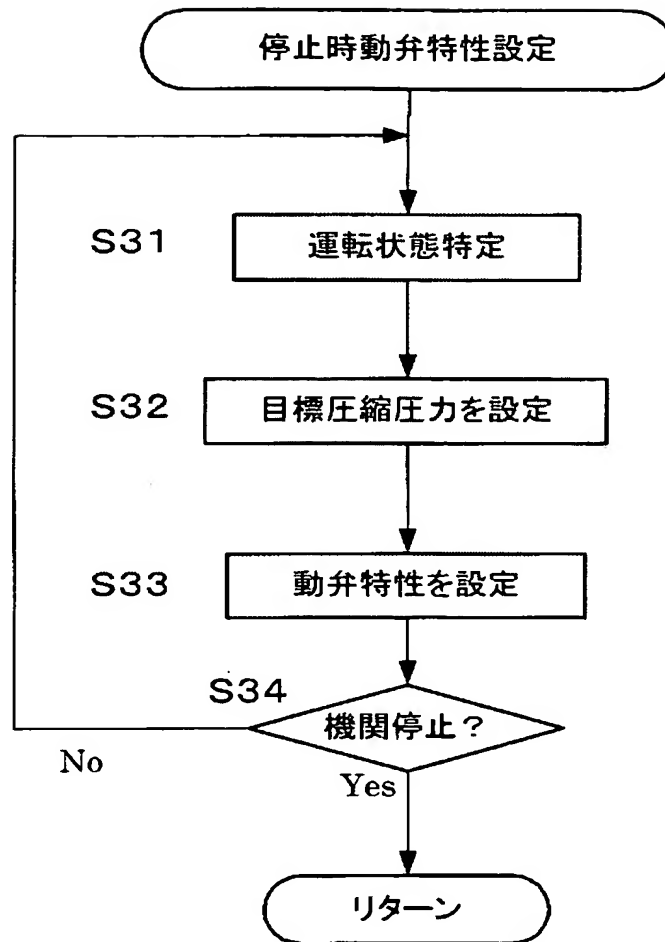 停止時動弁特性設定
S31
運転状態特定
S32
目標圧縮圧力を設定
S33
動弁特性を設定
S34
機関停止？
No
Yes
リターン